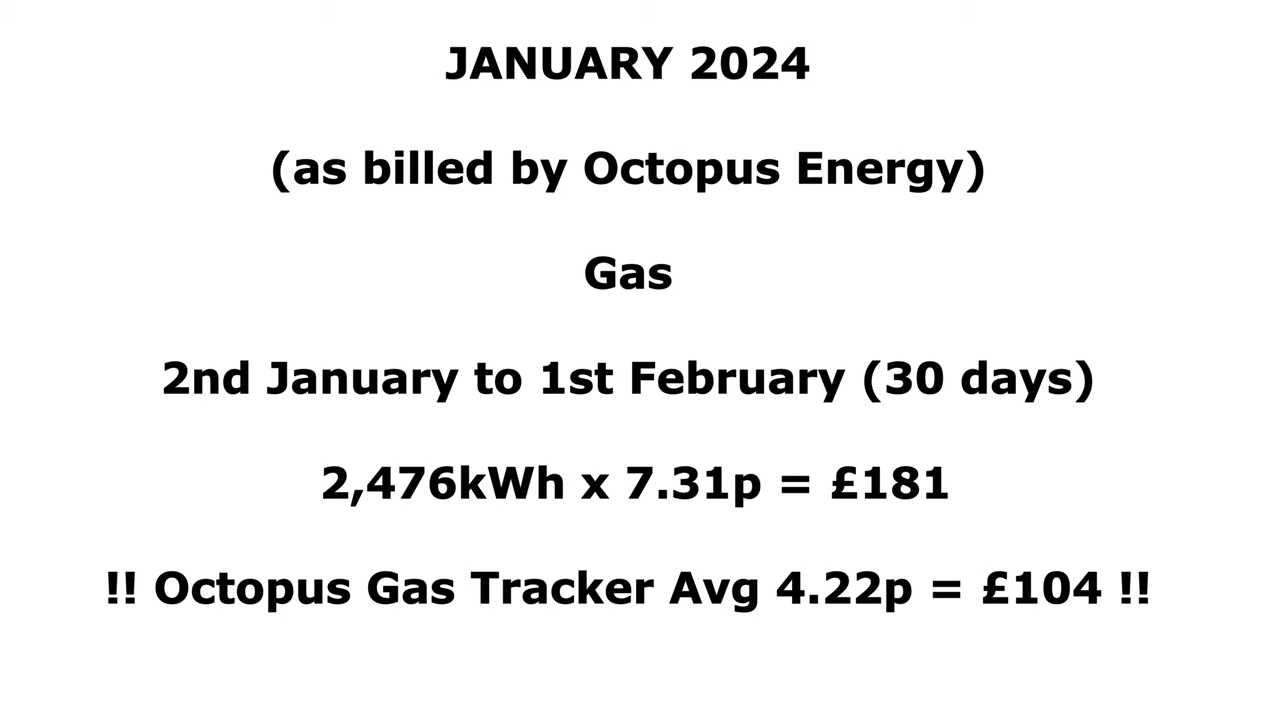 JANUARY 2024
(as billed by Octopus Energy)
Gas
2nd January to 1st February (30 days)
2,476kWh x 7.31p = £181
!! Octopus Gas Tracker Avg 4.22p = £104 !!